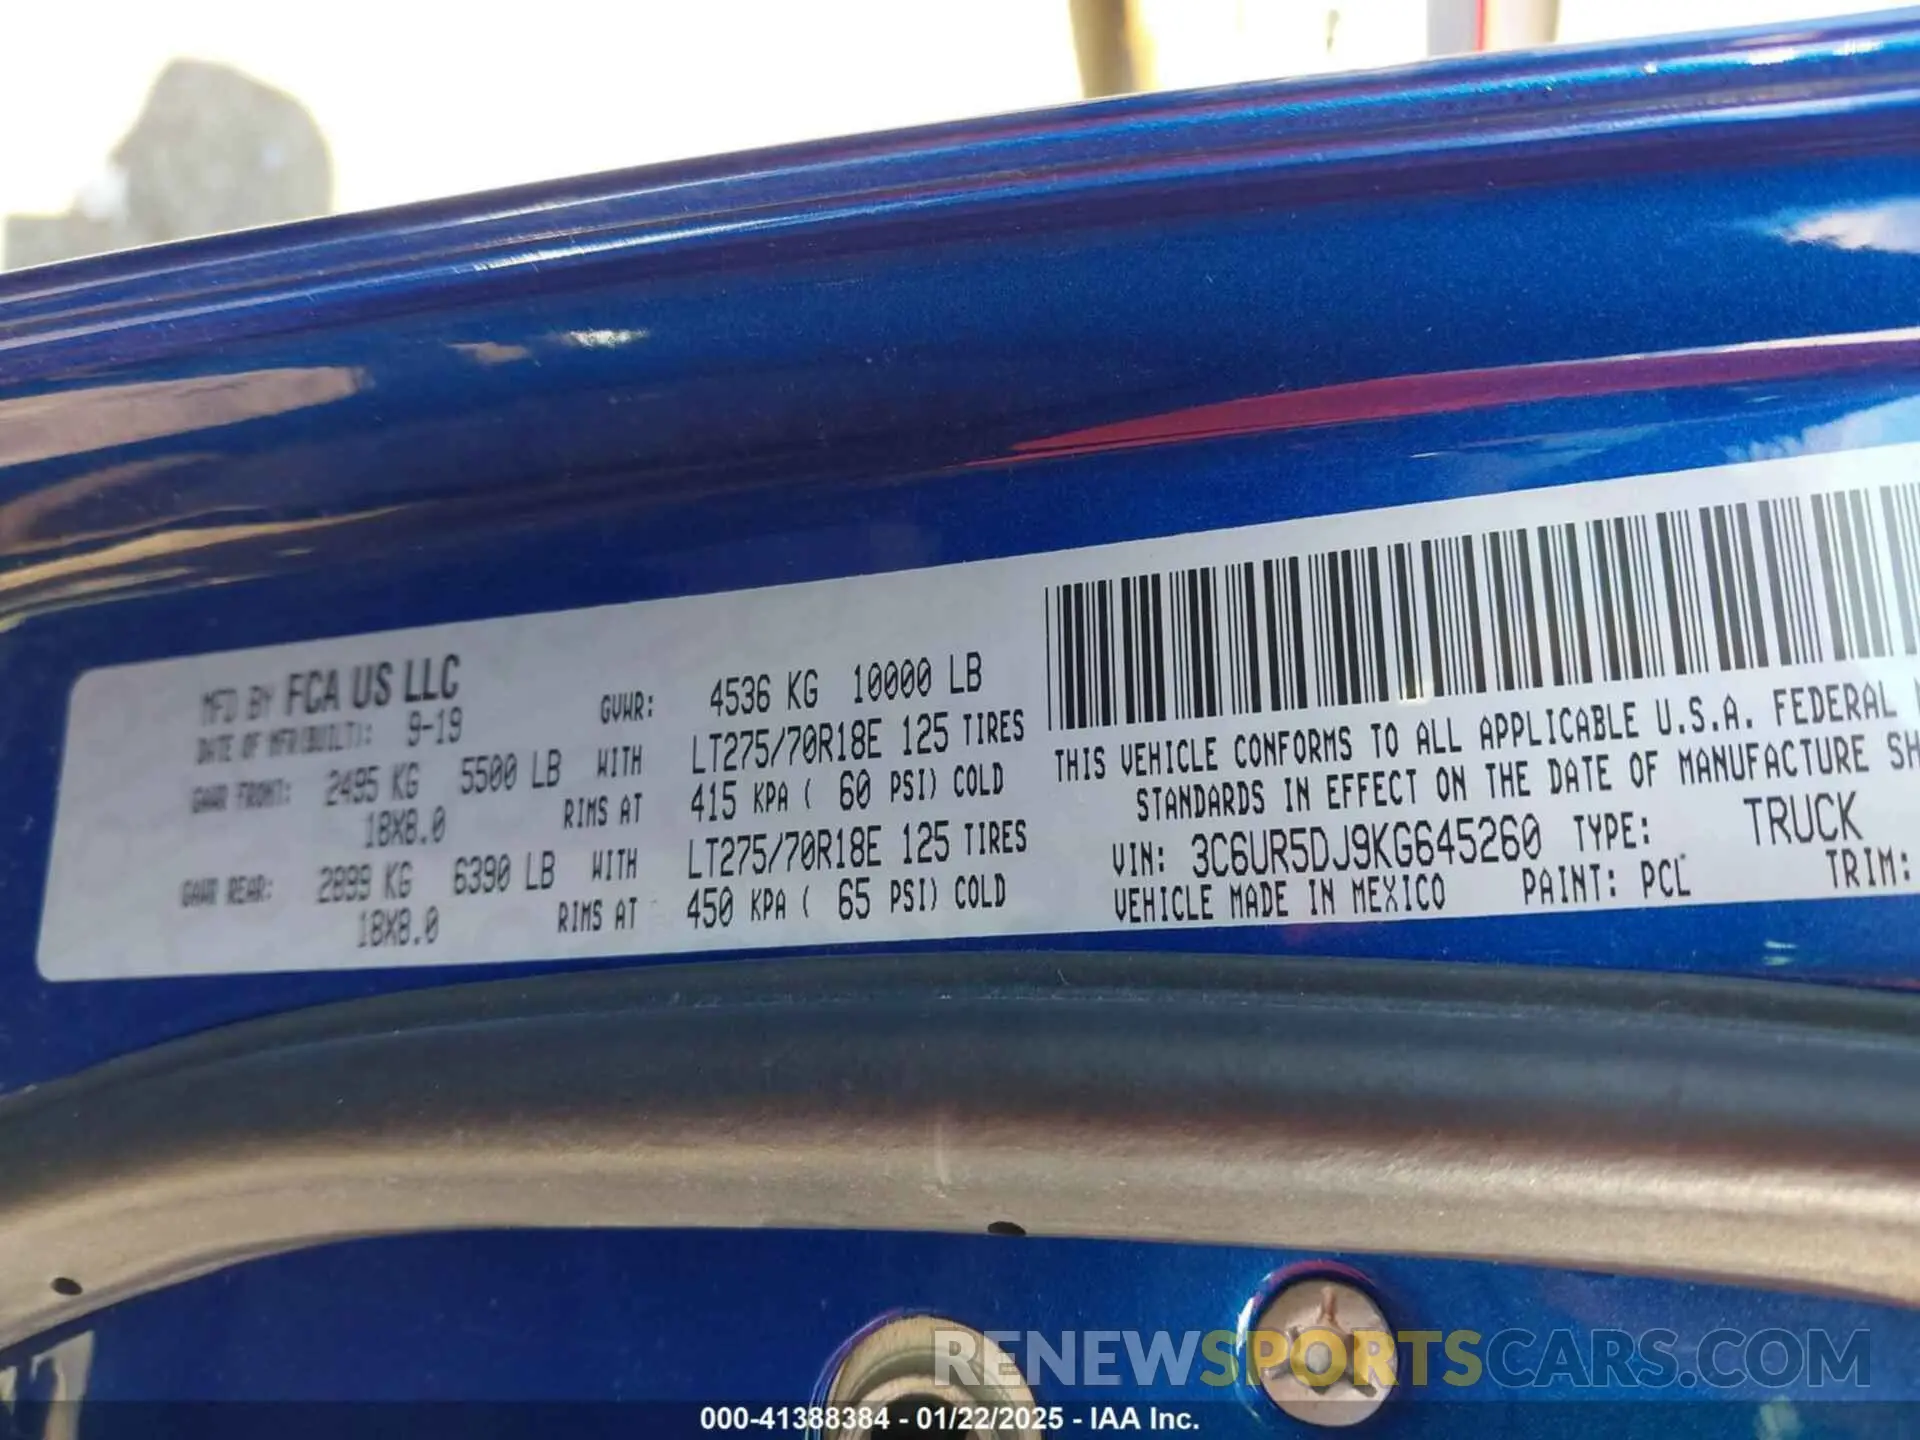 MFD BY FCA US LLC
DATE OF MFR(BUILT): 9-19
GVWR: 4536 KG 10000 LB
GAWR FRONT: 2495 KG 5500 LB WITH LT275/70R18E 125 TIRES
18X8.0 RIMS AT 415 KPA ( 60 PSI) COLD
GAWR REAR: 2899 KG 6390 LB WITH LT275/70R18E 125 TIRES
18X8.0 RIMS AT 450 KPA ( 65 PSI) COLD
THIS VEHICLE CONFORMS TO ALL APPLICABLE U.S.A. FEDERAL
STANDARDS IN EFFECT ON THE DATE OF MANUFACTURE SH
VIN: 3C6UR5DJ9KG645260 TYPE: TRUCK
VEHICLE MADE IN MEXICO PAINT: PCL TRIM:
RENEWSPORTSCARS.COM
000-41388384 - 01/22/2025 - IAA Inc.